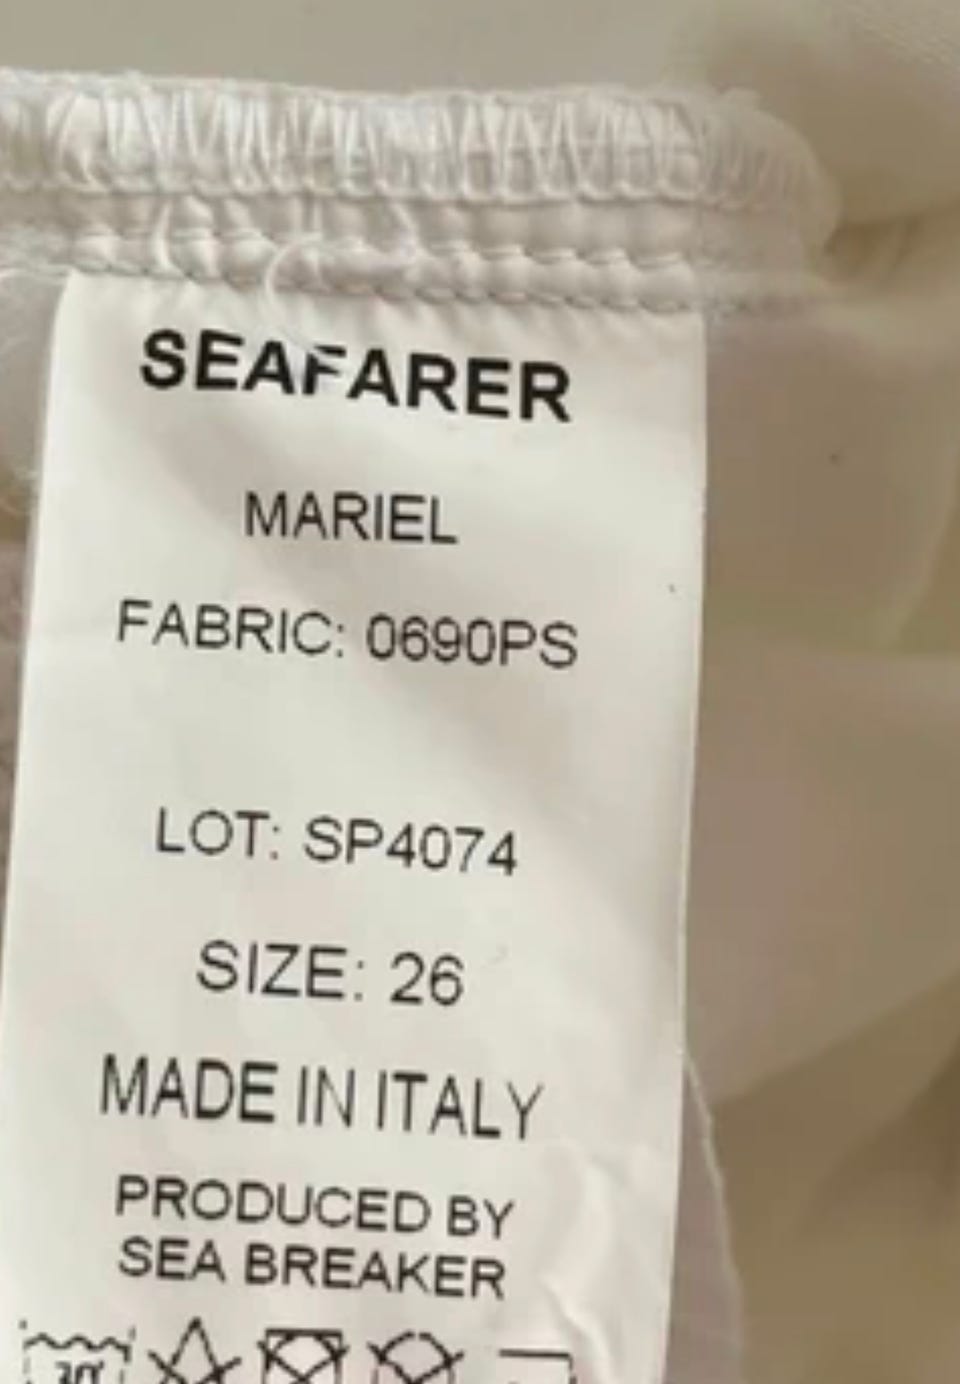 SEAFARER
MARIEL
FABRIC: 0690PS
LOT: SP4074
SIZE: 26
MADE IN ITALY
PRODUCED BY
SEA BREAKER